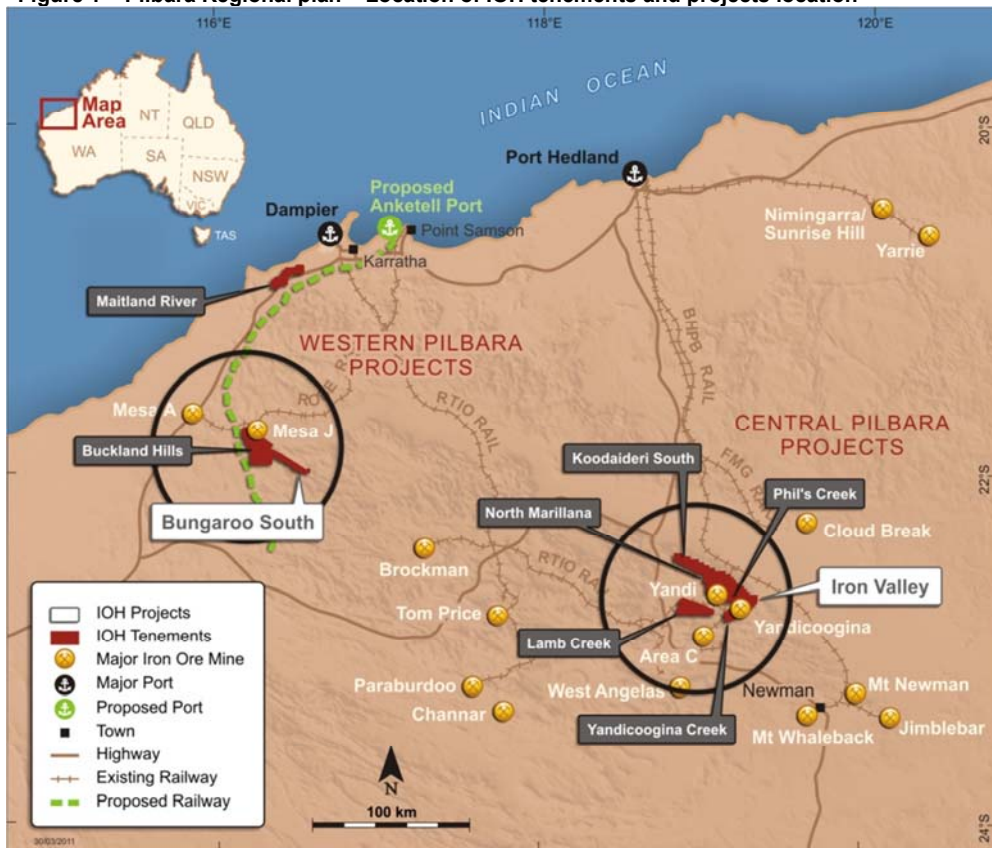 Figure 1 – Pilbara Regional plan – Location of IOH tenements and projects location
116°E
118°E
120°E
20°S
22°S
24°S
Map
Area
NT
QLD
WA
SA
NSW
VIC
TAS
INDIAN OCEAN
Port Hedland
Proposed
Anketell Port
Dampier
Point Samson
Karratha
Nimingarra/
Sunrise Hill
Yarrie
Maitland River
WESTERN PILBARA
PROJECTS
BHPB RAIL
RTIO RAIL
CENTRAL PILBARA
PROJECTS
Mesa A
Mesa J
Buckland Hills
Bungaroo South
Koodaideri South
FMG
Phil's Creek
North Marillana
Cloud Break
Brockman
RTIO RAIL
Yandi
Iron Valley
Tom Price
Yandicoogina
Lamb Creek
Area C
Paraburdoo
West Angelas
Newman
Mt Newman
Channar
Yandicoogina Creek
Mt Whaleback
Jimblebar
IOH Projects
IOH Tenements
Major Iron Ore Mine
Major Port
Proposed Port
Town
Highway
Existing Railway
Proposed Railway
N
100 km
30/03/2011